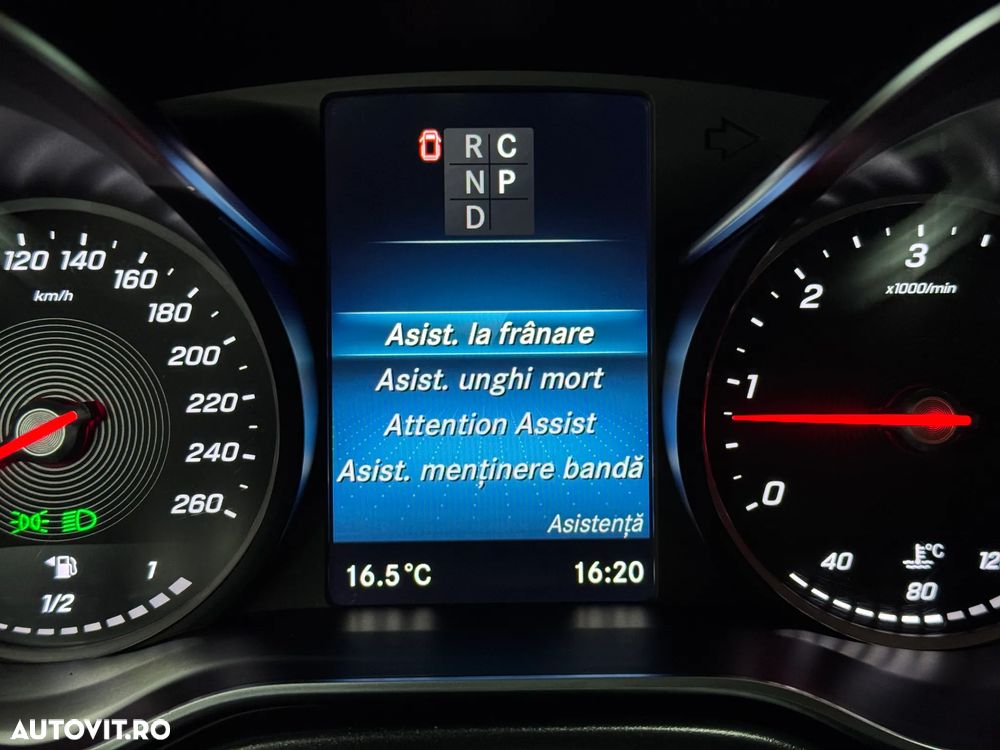 R C
N P
D
120
140
160
180
200
220
240
260
km/h
Asist. la frânare
Asist. unghi mort
Attention Assist
Asist. menținere bandă
Asistență
16.5°C
16:20
3
2
1
0
x1000/min
1/2
1
40
80
°C
AUTOVIT.RO